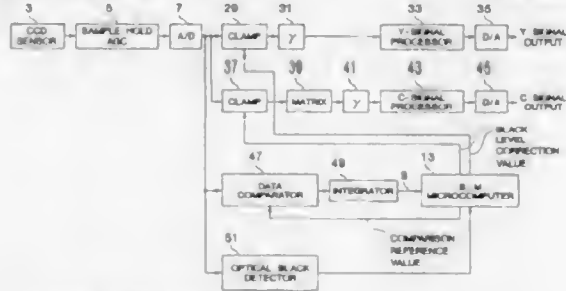 3 5 7 29 31 33 35
CCD SENSOR
SAMPLE HOLD AGC
A/D
CLAMP
γ
Y-SIGNAL PROCESSOR
D/A
Y SIGNAL OUTPUT
37 39 41 43 45
CLAMP
MATRIX
γ
C-SIGNAL PROCESSOR
D/A
C SIGNAL OUTPUT
BLACK LEVEL CORRECTION VALUE
47 49 9 13
DATA COMPARATOR
INTEGRATOR
MICROCOMPUTER
COMPARISON REFERENCE VALUE
51
OPTICAL BLACK DETECTOR